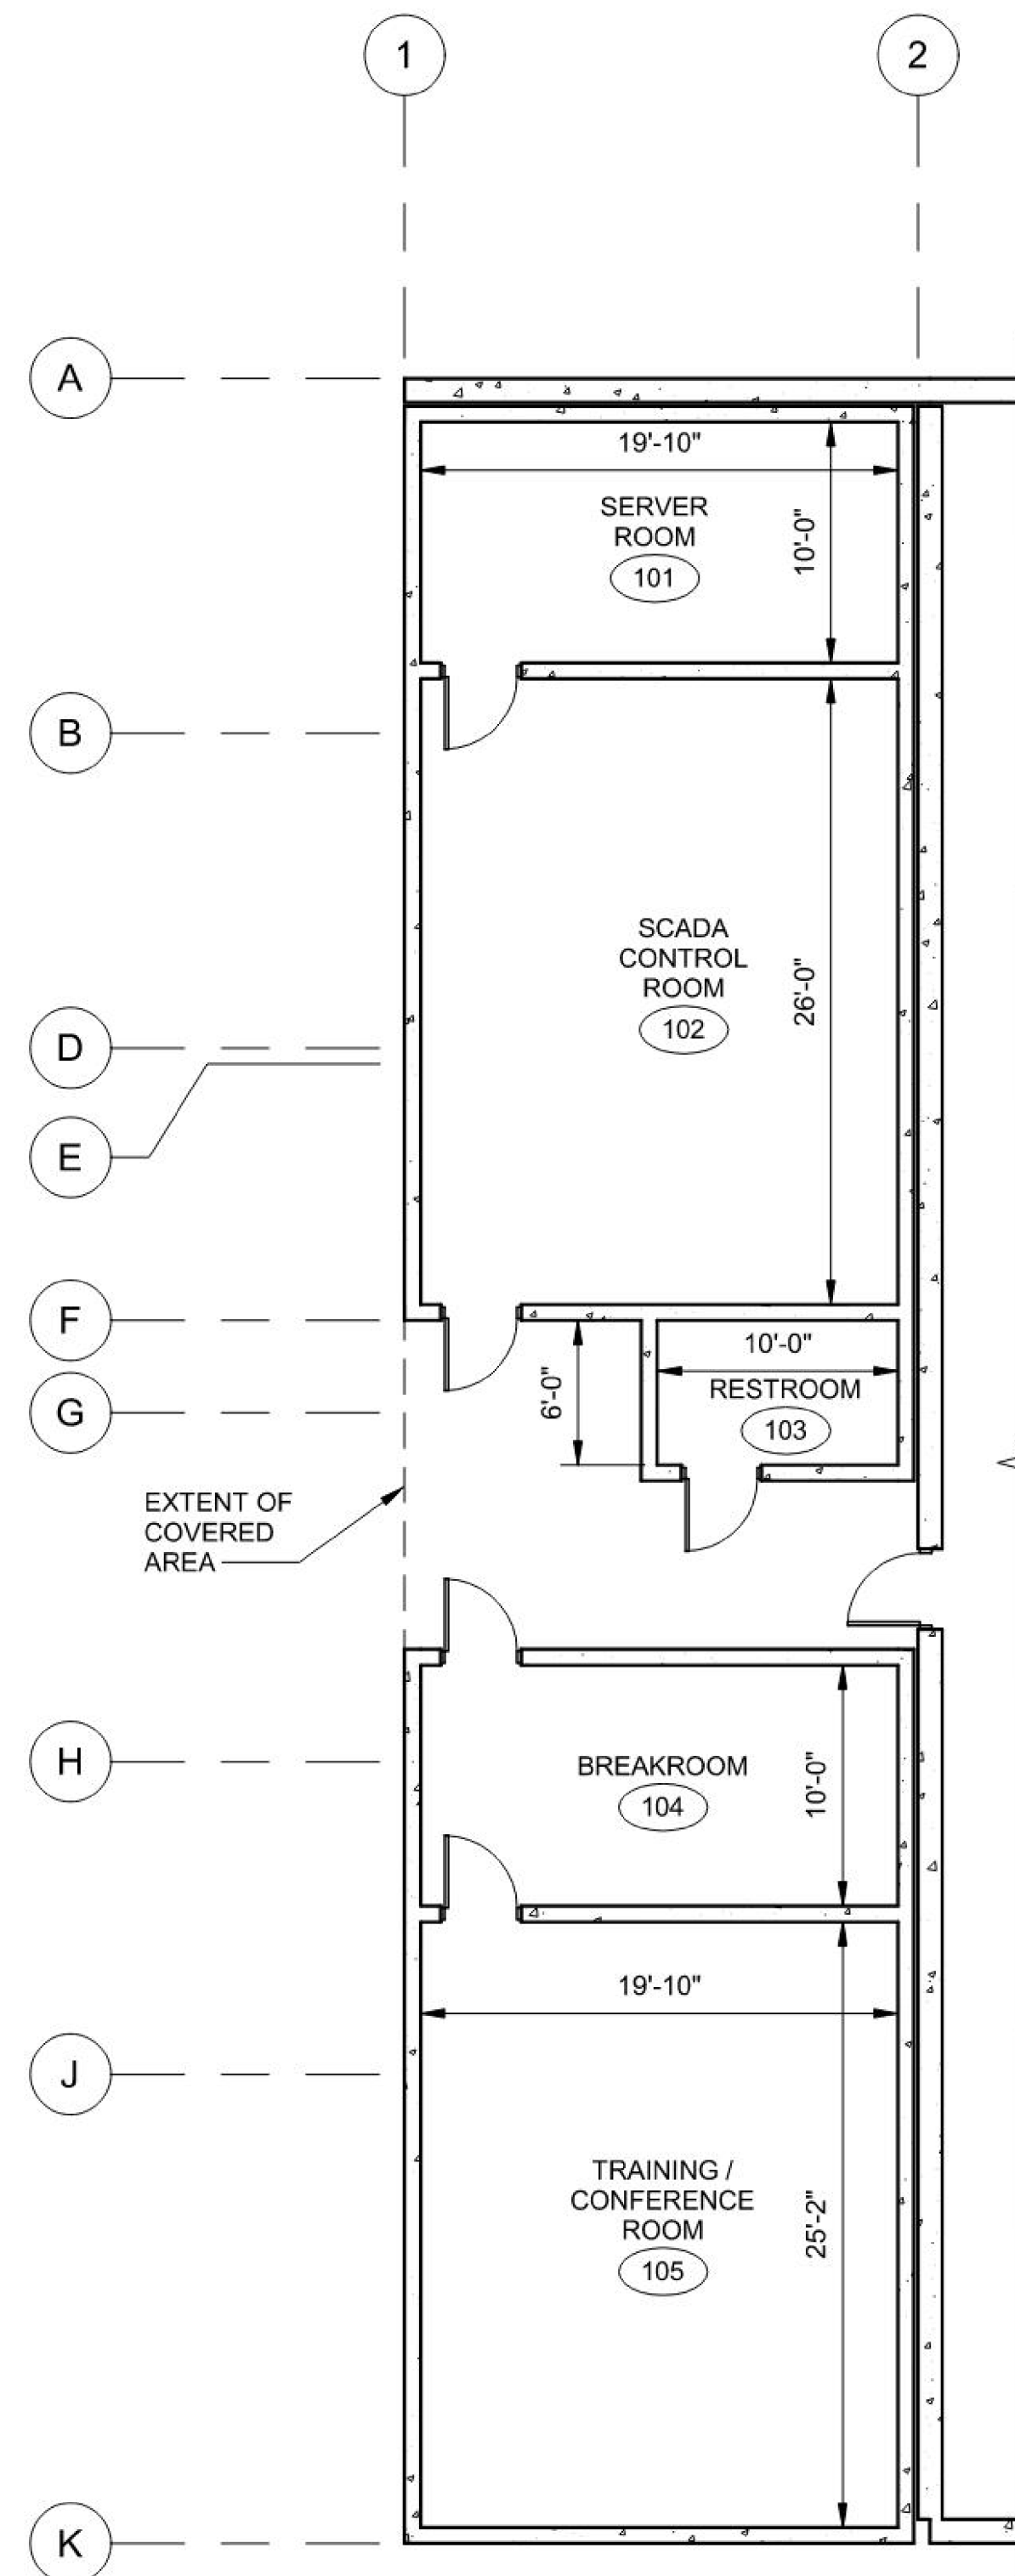 1
2
A
19'-10"
SERVER
ROOM
101
10'-0"
B
SCADA
CONTROL
ROOM
102
26'-0"
D
E
F
10'-0"
RESTROOM
103
6'-0"
G
EXTENT OF
COVERED
AREA
H
BREAKROOM
104
10'-0"
19'-10"
J
TRAINING /
CONFERENCE
ROOM
105
25'-2"
K